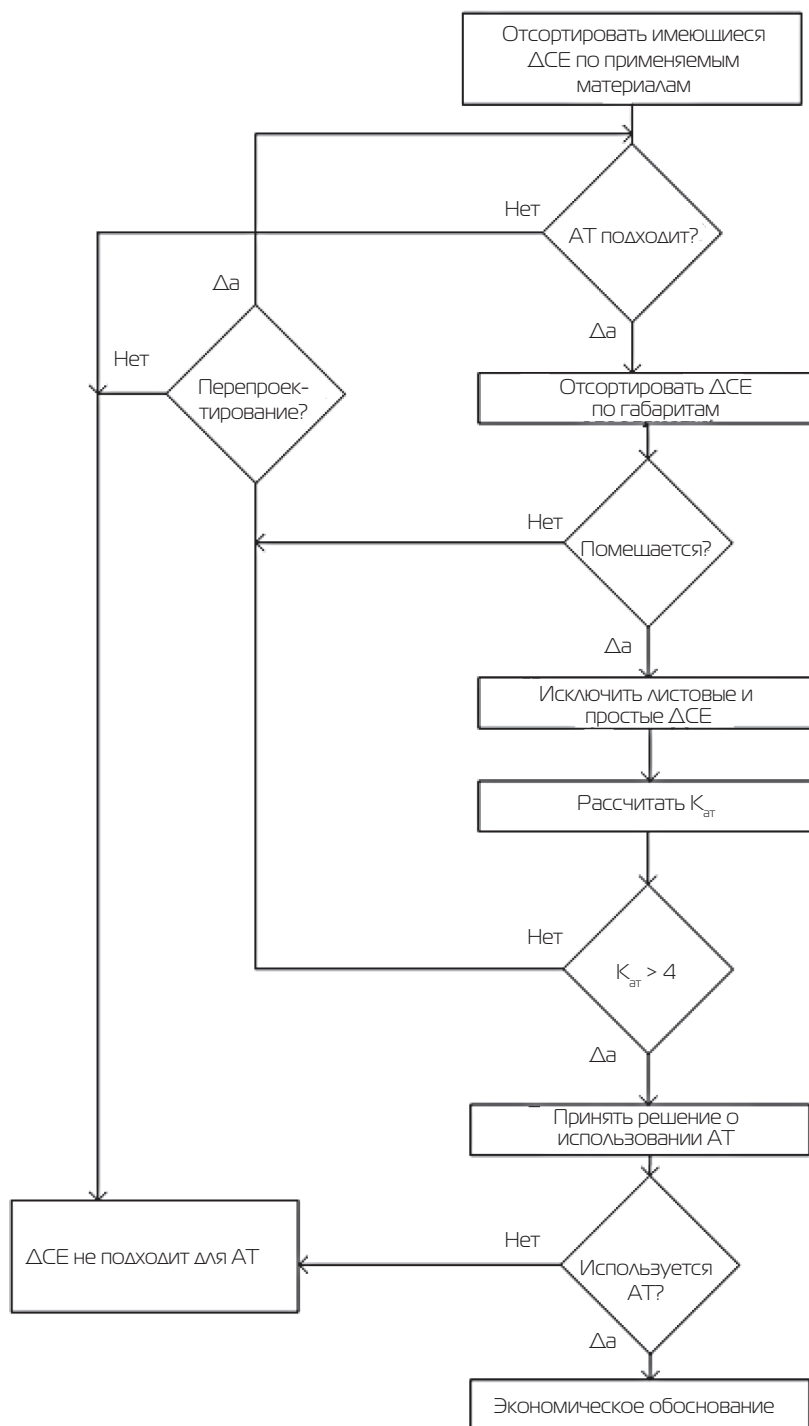 Отсортировать имеющиеся
ДСЕ по применяемым
материалам
Нет
АТ подходит?
Да
Да
Нет
Перепроек-
тирование?
Отсортировать ДСЕ
по габаритам
Нет
Помещается?
Да
Исключить листовые и
простые ДСЕ
Рассчитать Kат
Нет
Kат > 4
Да
Принять решение о
использовании АТ
ДСЕ не подходит для АТ
Нет
Используется
АТ?
Да
Экономическое обоснование